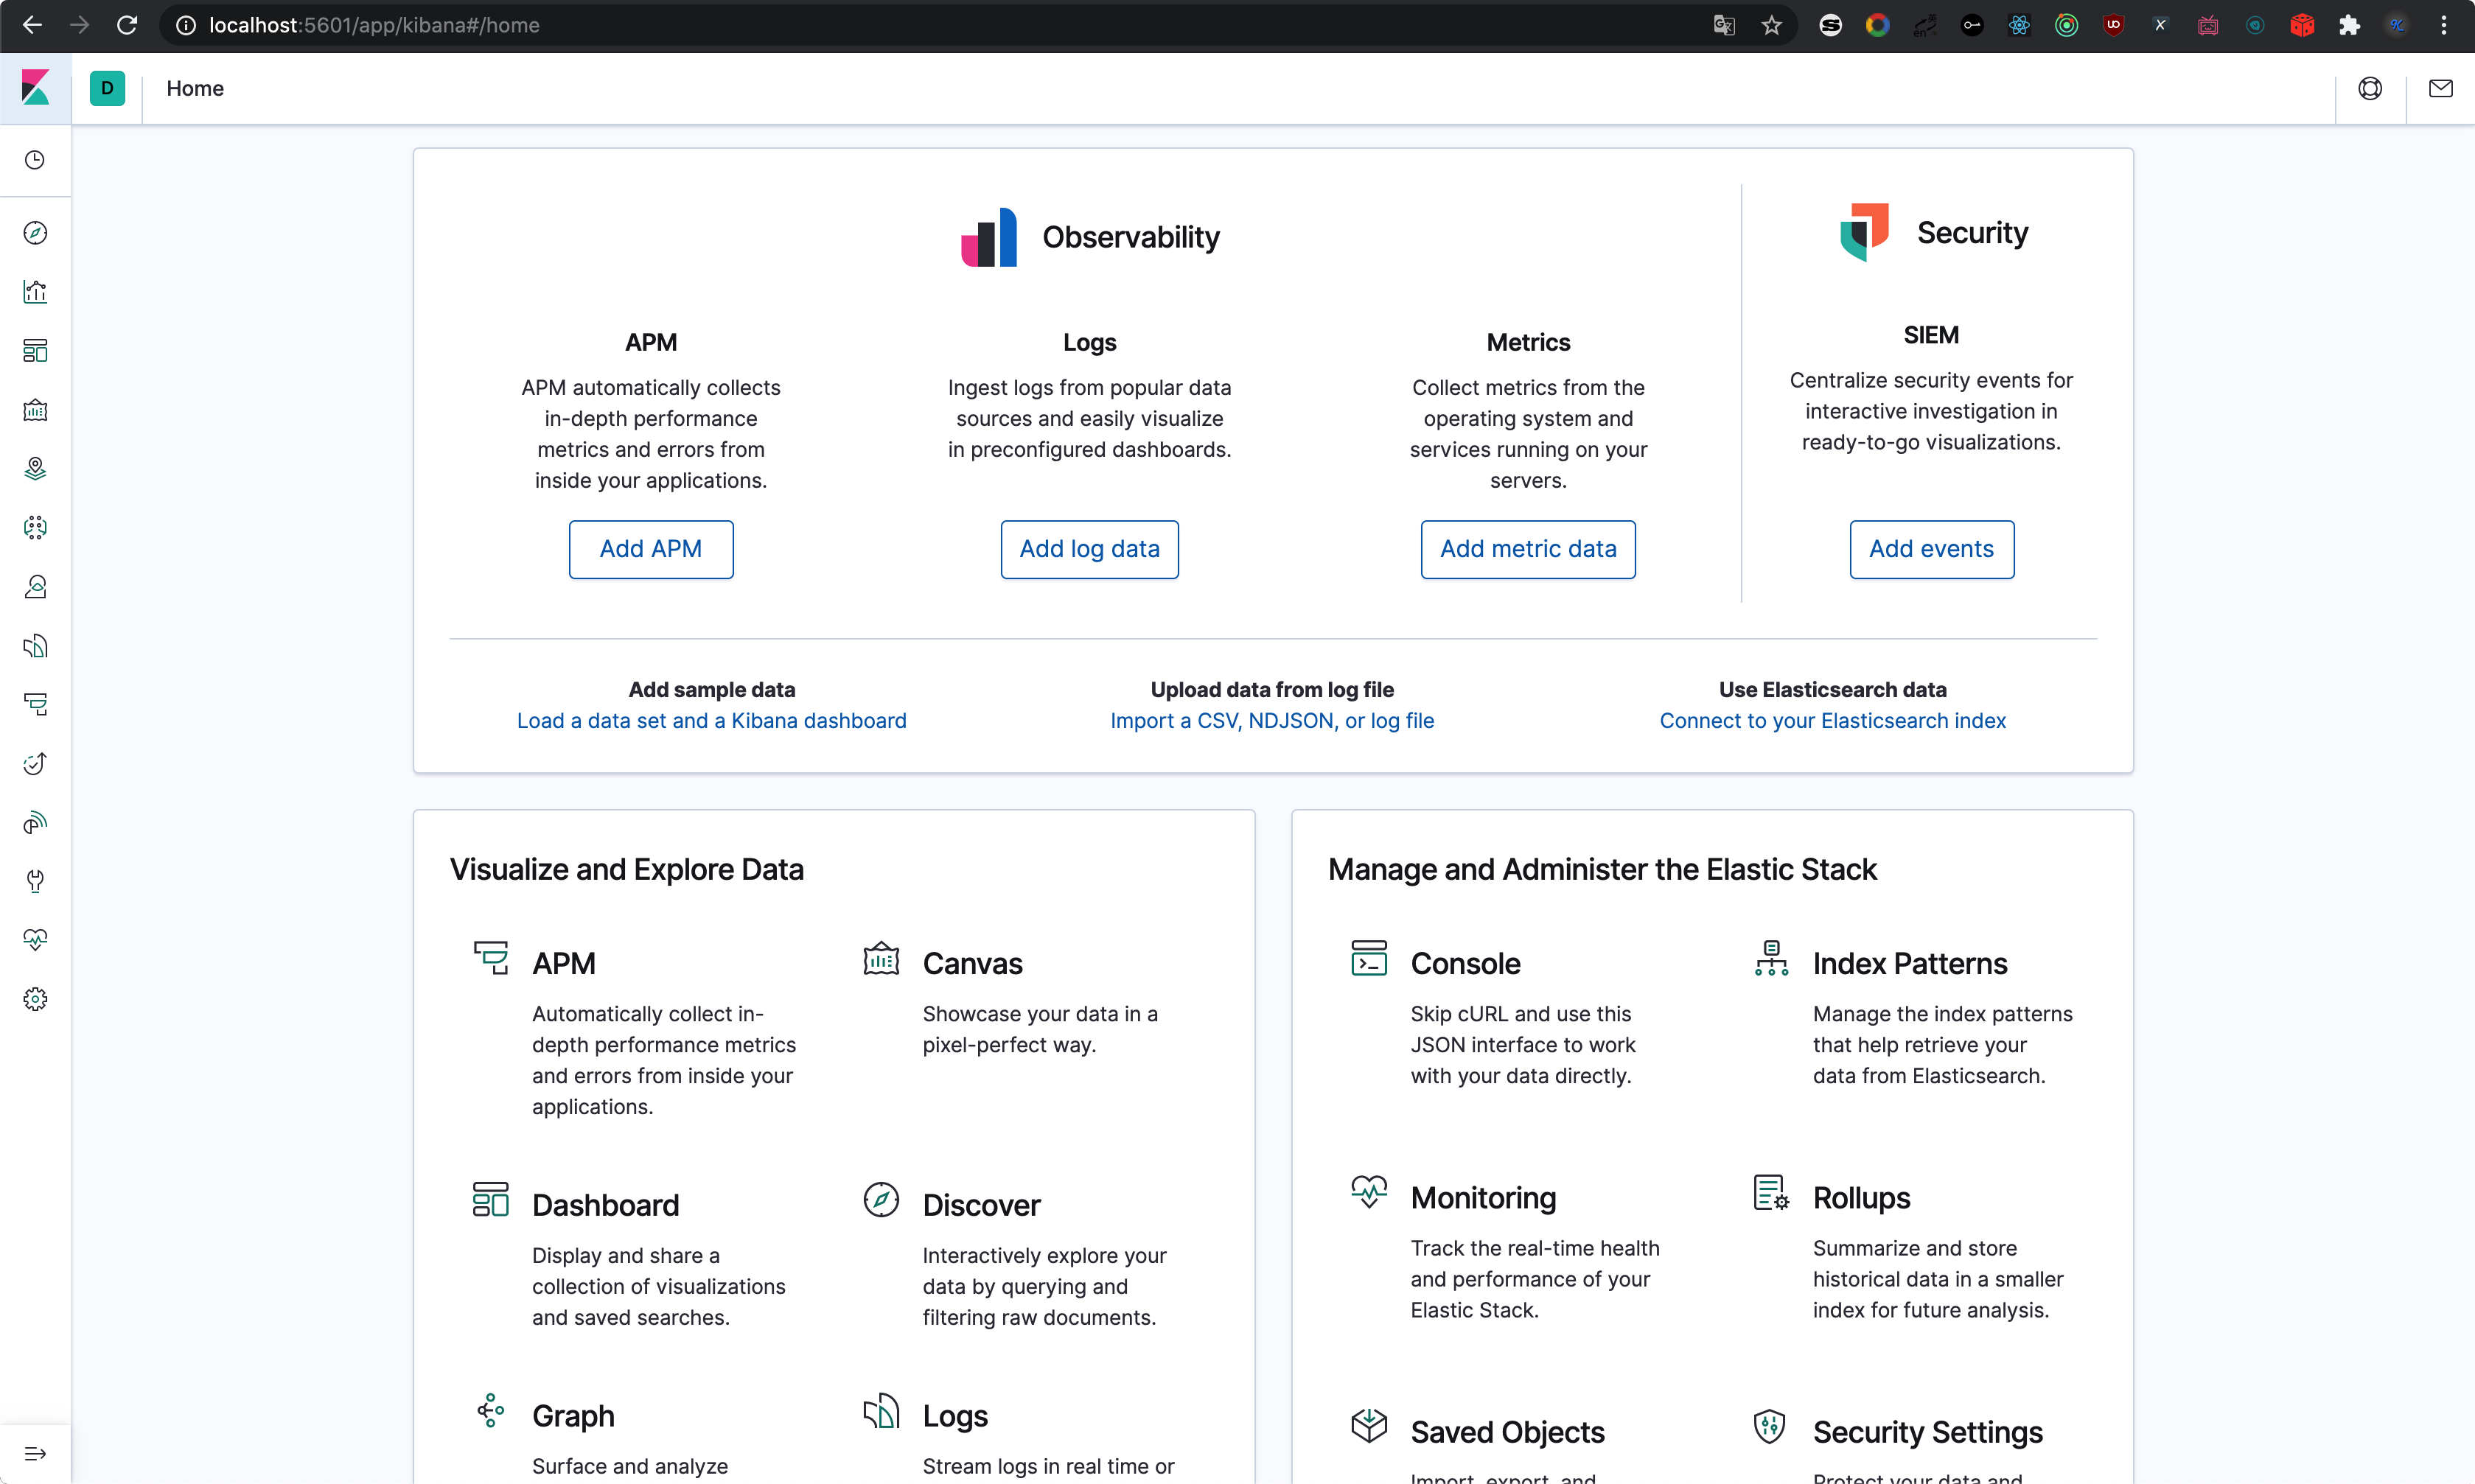 localhost:5601/app/kibana#/home
D
Home
Observability
Security
APM
APM automatically collects
in-depth performance
metrics and errors from
inside your applications.
Add APM
Logs
Ingest logs from popular data
sources and easily visualize
in preconfigured dashboards.
Add log data
Metrics
Collect metrics from the
operating system and
services running on your
servers.
Add metric data
SIEM
Centralize security events for
interactive investigation in
ready-to-go visualizations.
Add events
Add sample data
Load a data set and a Kibana dashboard
Upload data from log file
Import a CSV, NDJSON, or log file
Use Elasticsearch data
Connect to your Elasticsearch index
Visualize and Explore Data
APM
Automatically collect in-
depth performance metrics
and errors from inside your
applications.
Canvas
Showcase your data in a
pixel-perfect way.
Dashboard
Display and share a
collection of visualizations
and saved searches.
Discover
Interactively explore your
data by querying and
filtering raw documents.
Graph
Surface and analyze
Logs
Stream logs in real time or
Manage and Administer the Elastic Stack
Console
Skip cURL and use this
JSON interface to work
with your data directly.
Index Patterns
Manage the index patterns
that help retrieve your
data from Elasticsearch.
Monitoring
Track the real-time health
and performance of your
Elastic Stack.
Rollups
Summarize and store
historical data in a smaller
index for future analysis.
Saved Objects
Import, export, and
Security Settings
Protect your data and